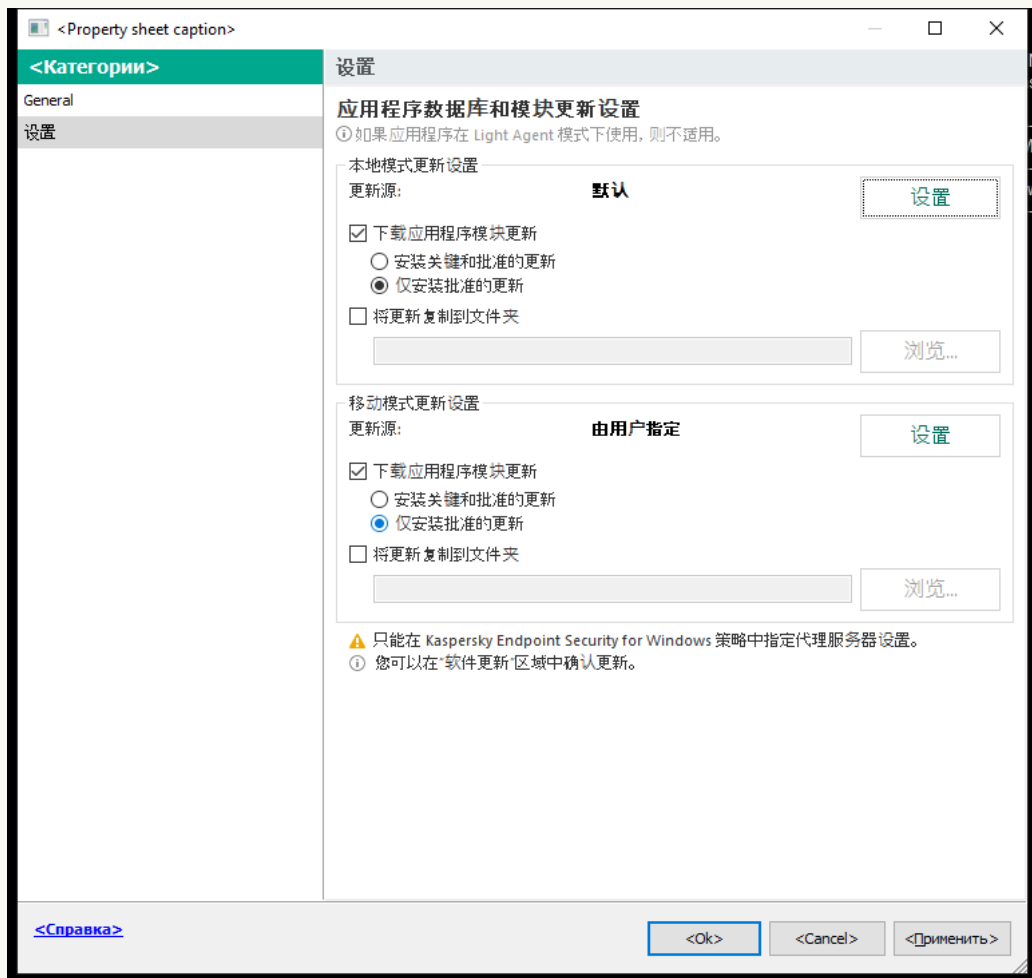 <Property sheet caption>
<Категории>
General
设置
设置
应用程序数据库和模块更新设置
如果应用程序在 Light Agent 模式下使用，则不适用。
本地模式更新设置
更新源: 默认 设置
下载应用程序模块更新
安装关键和批准的更新
仅安装批准的更新
将更新复制到文件夹
浏览...
移动模式更新设置
更新源: 由用户指定 设置
下载应用程序模块更新
安装关键和批准的更新
仅安装批准的更新
将更新复制到文件夹
浏览...
只能在 Kaspersky Endpoint Security for Windows 策略中指定代理服务器设置。
您可以在"软件更新"区域中确认更新。
<Справка>
<Ok> <Cancel> <Применить>